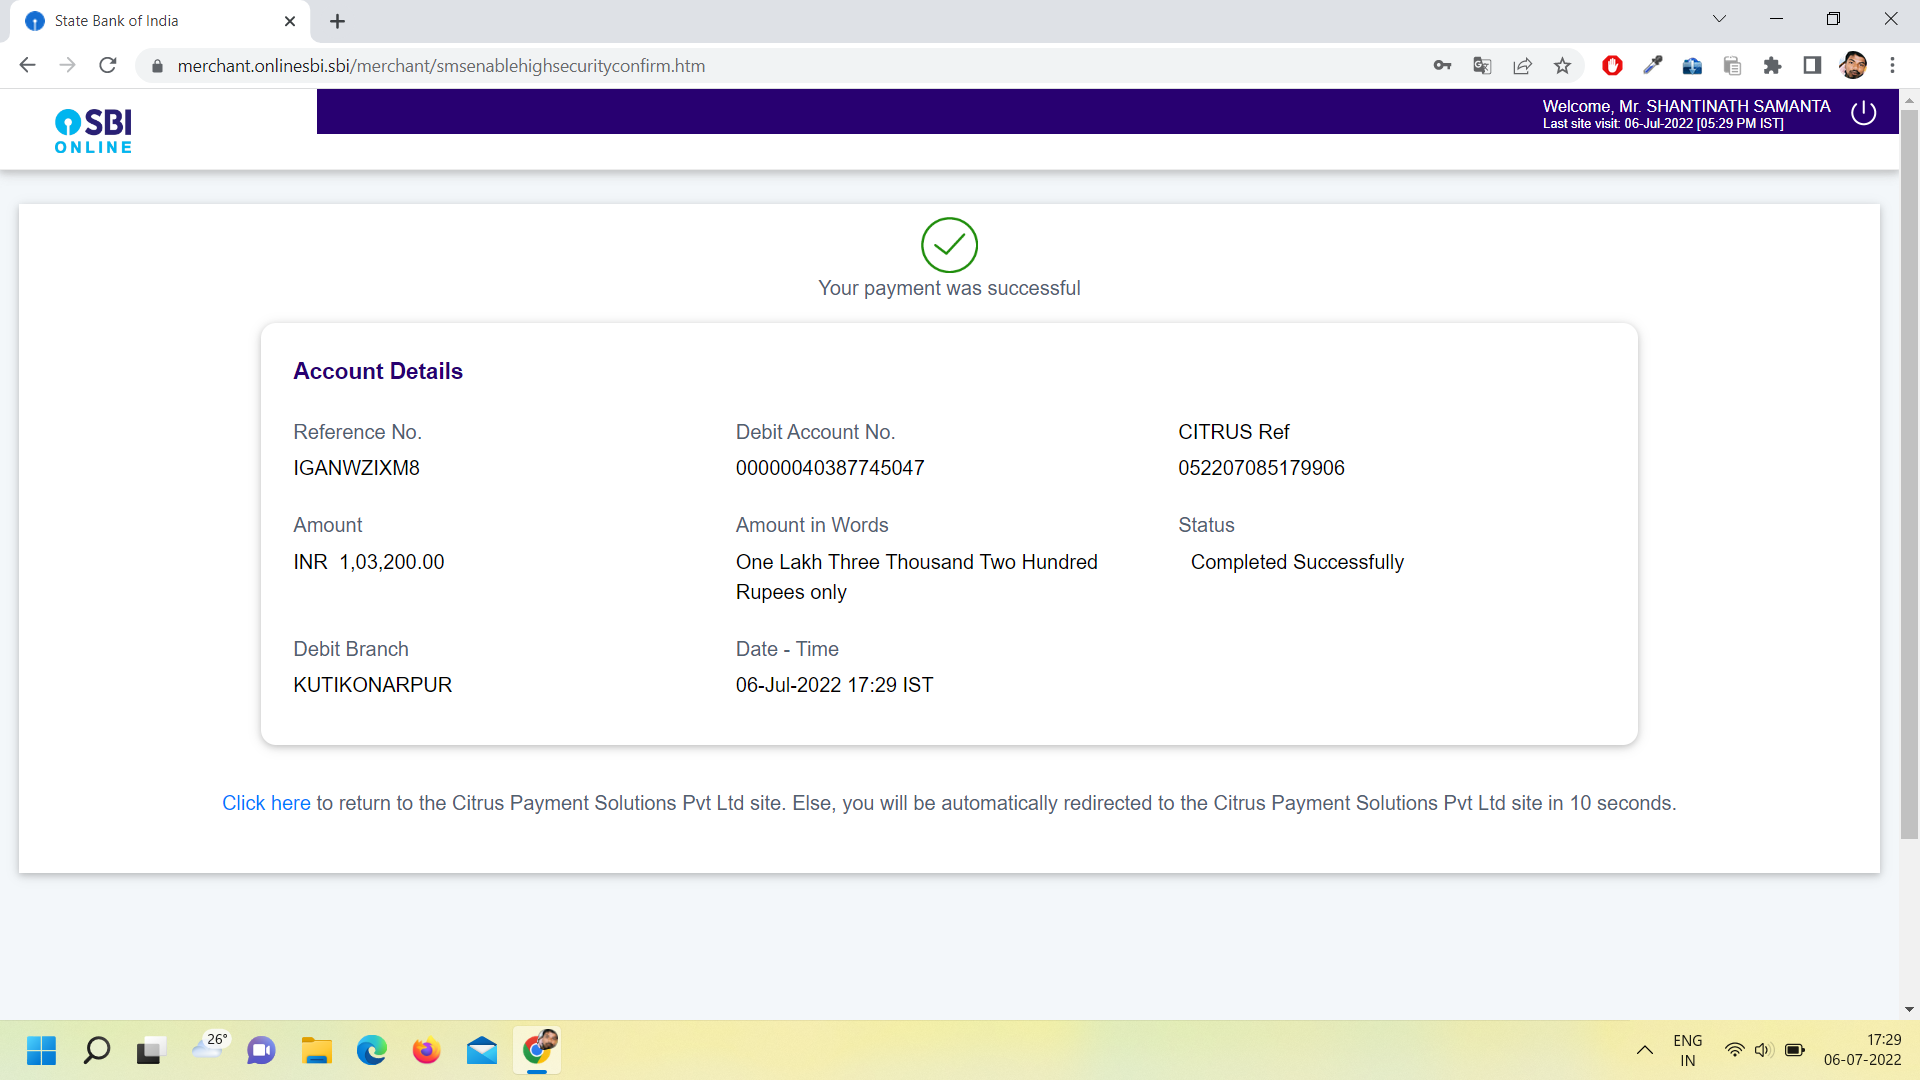 State Bank of India
merchant.onlinesbi.sbi/merchant/smsenablehighsecurityconfirm.htm
SBI
ONLINE
Welcome, Mr. SHANTINATH SAMANTA
Last site visit: 06-Jul-2022 [05:29 PM IST]
Your payment was successful
Account Details
Reference No. Debit Account No. CITRUS Ref
IGANWZIXM8 00000040387745047 052207085179906
Amount Amount in Words Status
INR 1,03,200.00 One Lakh Three Thousand Two Hundred Completed Successfully
Rupees only
Debit Branch Date - Time
KUTIKONARPUR 06-Jul-2022 17:29 IST
Click here to return to the Citrus Payment Solutions Pvt Ltd site. Else, you will be automatically redirected to the Citrus Payment Solutions Pvt Ltd site in 10 seconds.
26°
ENG 17:29
IN 06-07-2022